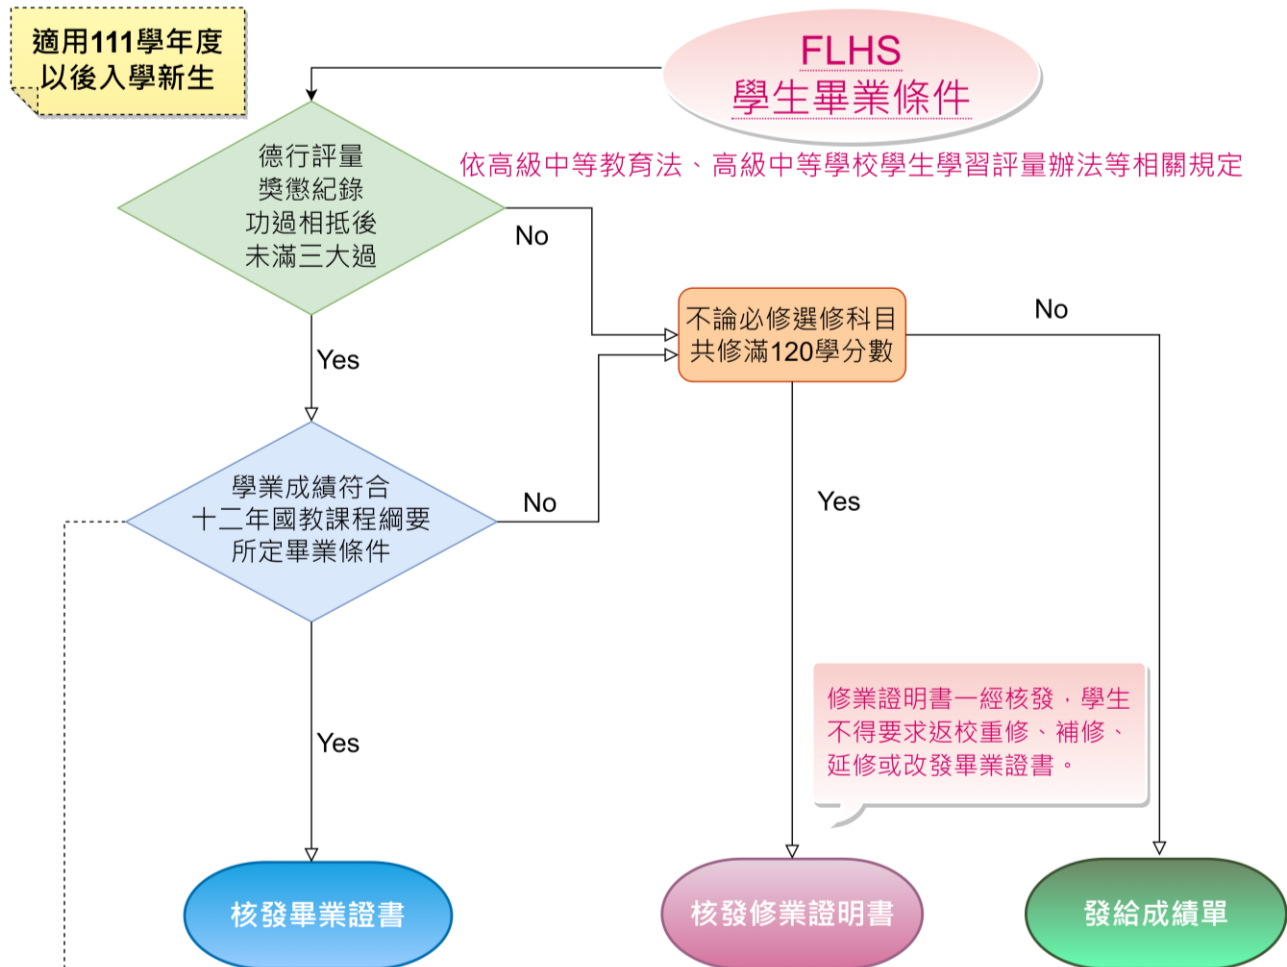 適用111學年度
以後入學新生
FLHS
學生畢業條件
依高級中等教育法、高級中等學校學生學習評量辦法等相關規定
德行評量
獎懲紀錄
功過相抵後
未滿三大過
No
Yes
不論必修選修科目
共修滿120學分數
No
Yes
學業成績符合
十二年國教課程綱要
所定畢業條件
No
Yes
修業證明書一經核發，學生
不得要求返校重修、補修、
延修或改發畢業證書。
核發畢業證書
核發修業證明書
發給成績單